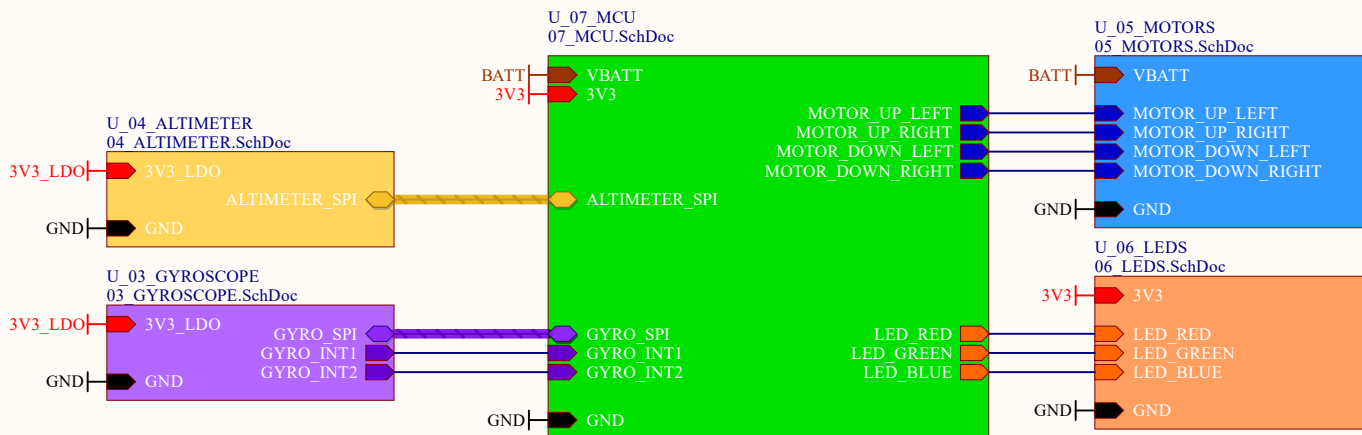 U_07_MCU
07_MCU.SchDoc
BATT
VBATT
3V3
3V3
MOTOR_UP_LEFT
MOTOR_UP_RIGHT
MOTOR_DOWN_LEFT
MOTOR_DOWN_RIGHT
ALTIMETER_SPI
GYRO_SPI
GYRO_INT1
GYRO_INT2
LED_RED
LED_GREEN
LED_BLUE
GND
GND
U_05_MOTORS
05_MOTORS.SchDoc
BATT
VBATT
MOTOR_UP_LEFT
MOTOR_UP_RIGHT
MOTOR_DOWN_LEFT
MOTOR_DOWN_RIGHT
GND
GND
U_04_ALTIMETER
04_ALTIMETER.SchDoc
3V3_LDO
3V3_LDO
ALTIMETER_SPI
GND
GND
U_06_LEDS
06_LEDS.SchDoc
3V3
3V3
LED_RED
LED_GREEN
LED_BLUE
GND
GND
U_03_GYROSCOPE
03_GYROSCOPE.SchDoc
3V3_LDO
3V3_LDO
GYRO_SPI
GYRO_INT1
GYRO_INT2
GND
GND